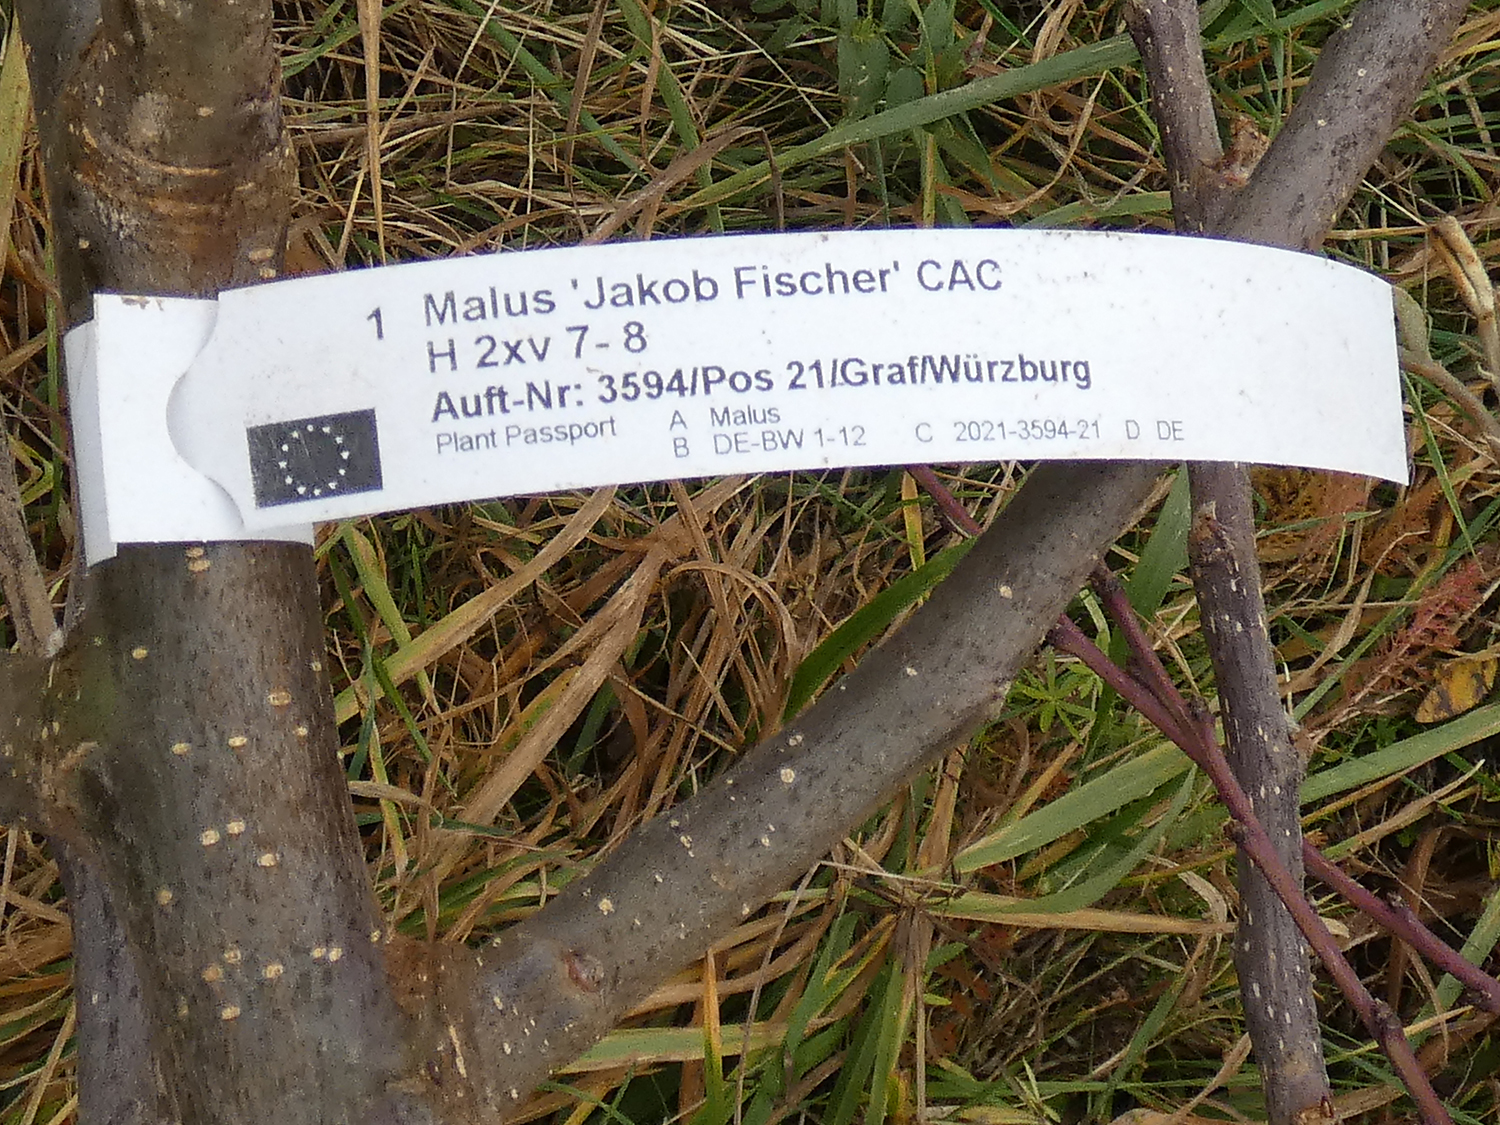 1 Malus 'Jakob Fischer' CAC
H 2xv 7- 8
Auft-Nr: 3594/Pos 21/.Graf/Würzburg
Plant Passport A Malus
B DE-BW 1-12 C 2021-3594-21 D DE